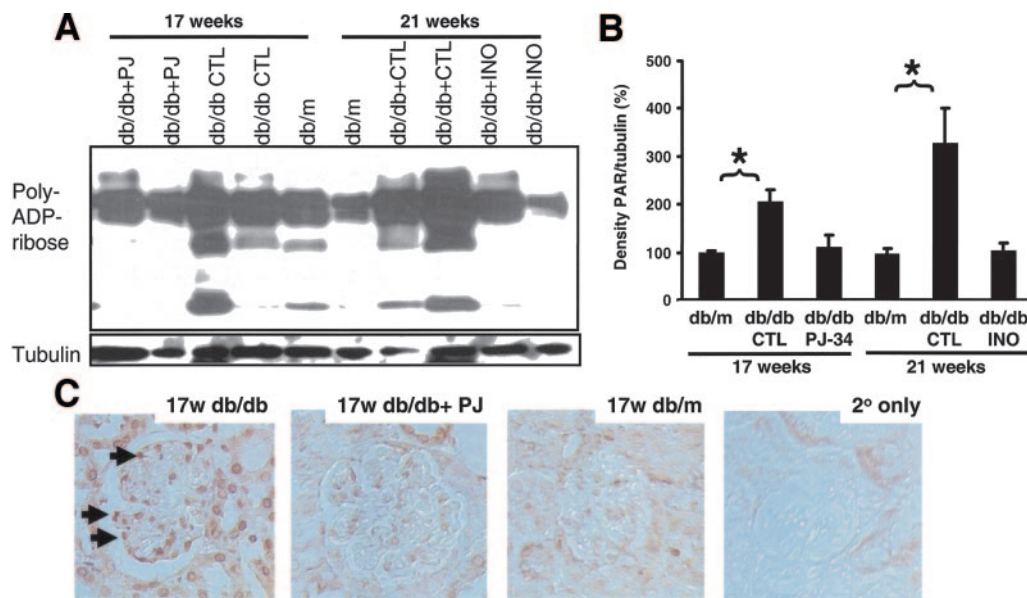 A
17 weeks
21 weeks
db/db+PJ
db/db+PJ
db/db CTL
db/db CTL
db/m
db/m
db/db+CTL
db/db+CTL
db/db+INO
db/db+INO
Poly-
ADP-
ribose
Tubulin
B
Density PAR/tubulin (%)
500
400
300
200
100
0
*
*
db/m db/db db/db db/m db/db db/db
CTL PJ-34 CTL INO
17 weeks 21 weeks
C
17w db/db
17w db/db+ PJ
17w db/m
2º only